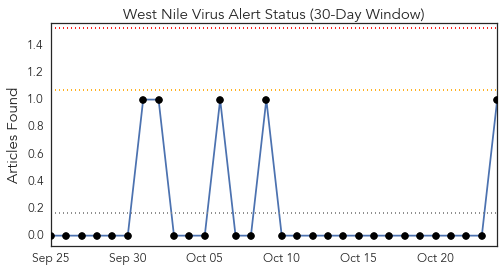 West Nile Virus Alert Status (30-Day Window)
Articles Found
1.4
1.2
1.0
0.8
0.6
0.4
0.2
0.0
Sep 25 Sep 30 Oct 05 Oct 10 Oct 15 Oct 20